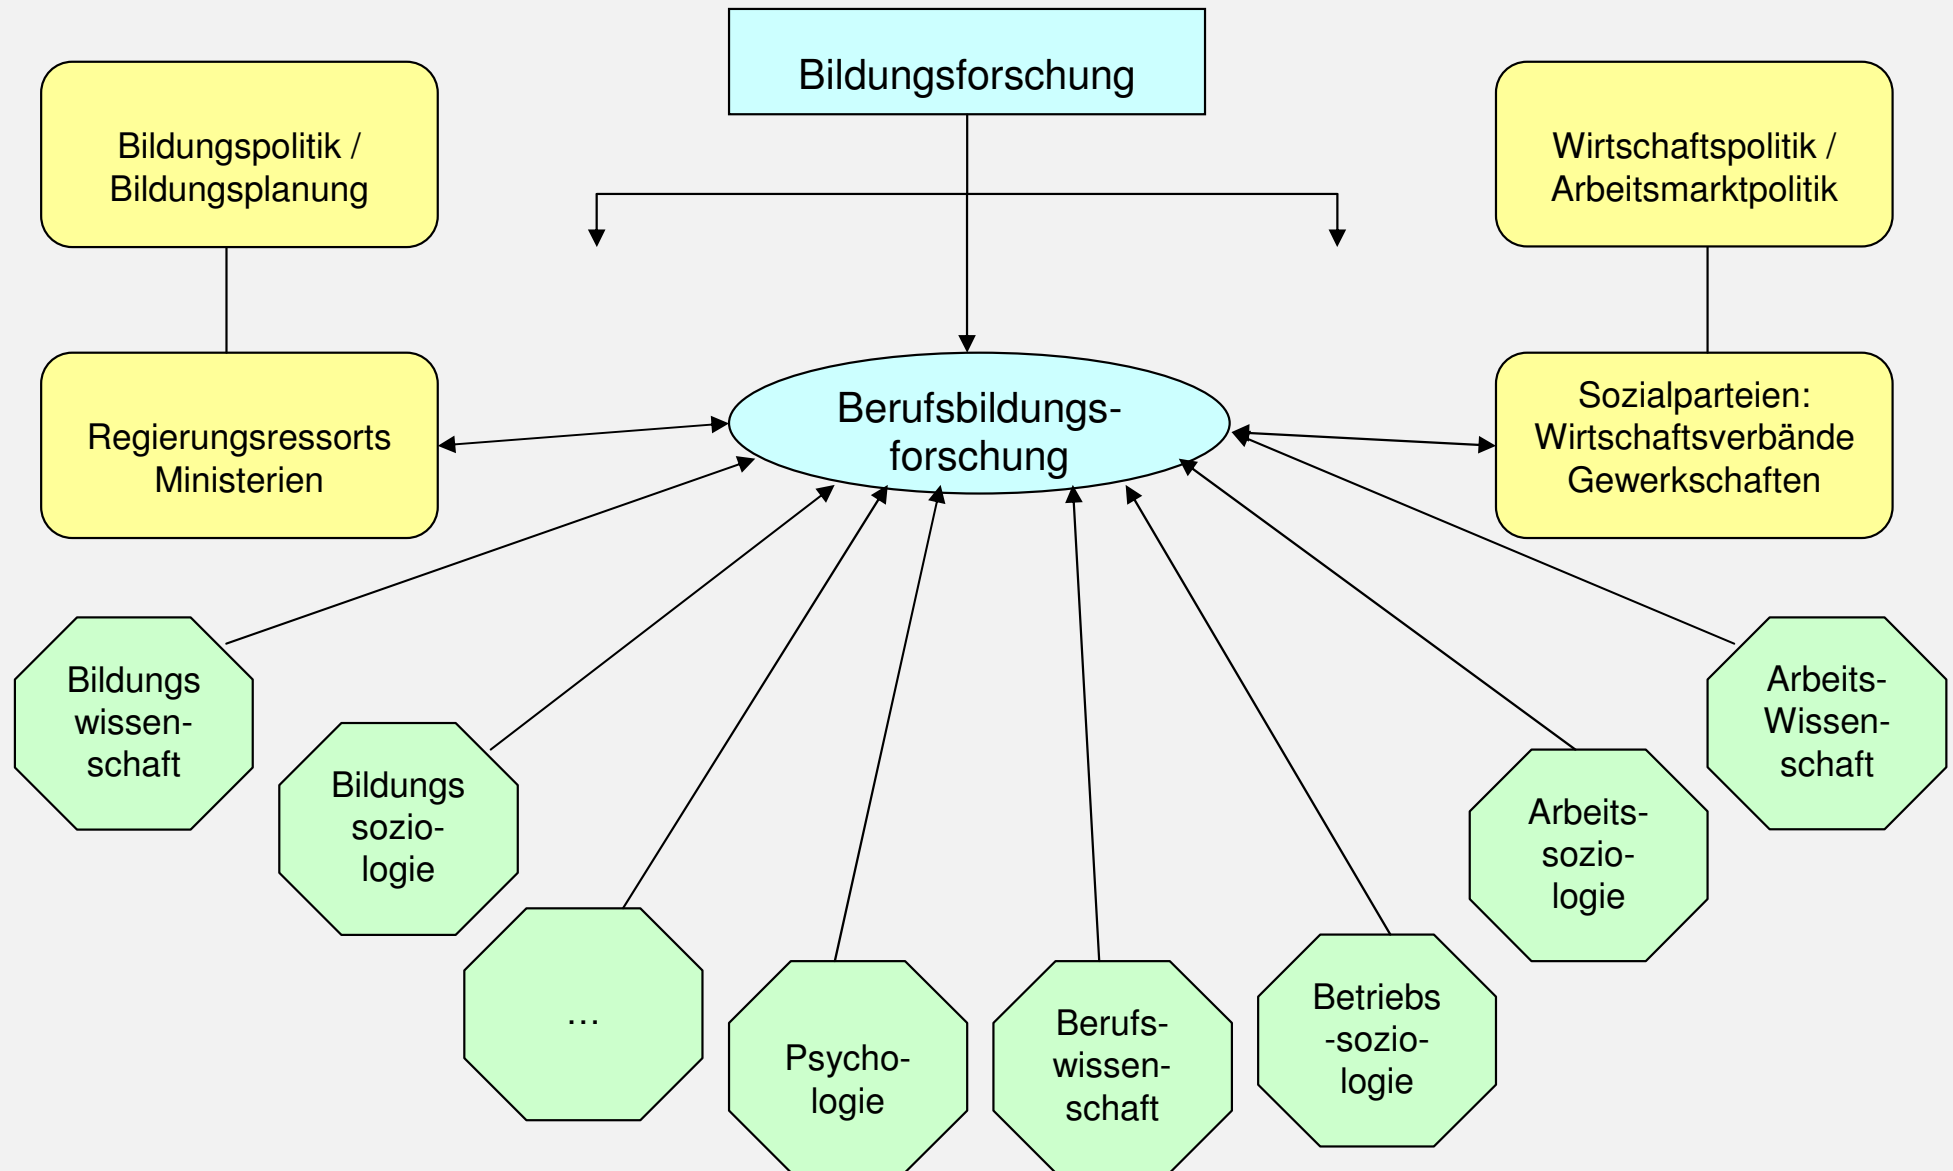 Bildungsforschung
Bildungspolitik /
Bildungsplanung
Wirtschaftspolitik /
Arbeitsmarktpolitik
Regierungsressorts
Ministerien
Berufsbildungs-
forschung
Sozialparteien:
Wirtschaftsverbände
Gewerkschaften
Bildungs
wissen-
schaft
Bildungs
sozio-
logie
...
Psycho-
logie
Berufs-
wissen-
schaft
Betriebs
-sozio-
logie
Arbeits-
sozio-
logie
Arbeits-
Wissen-
schaft